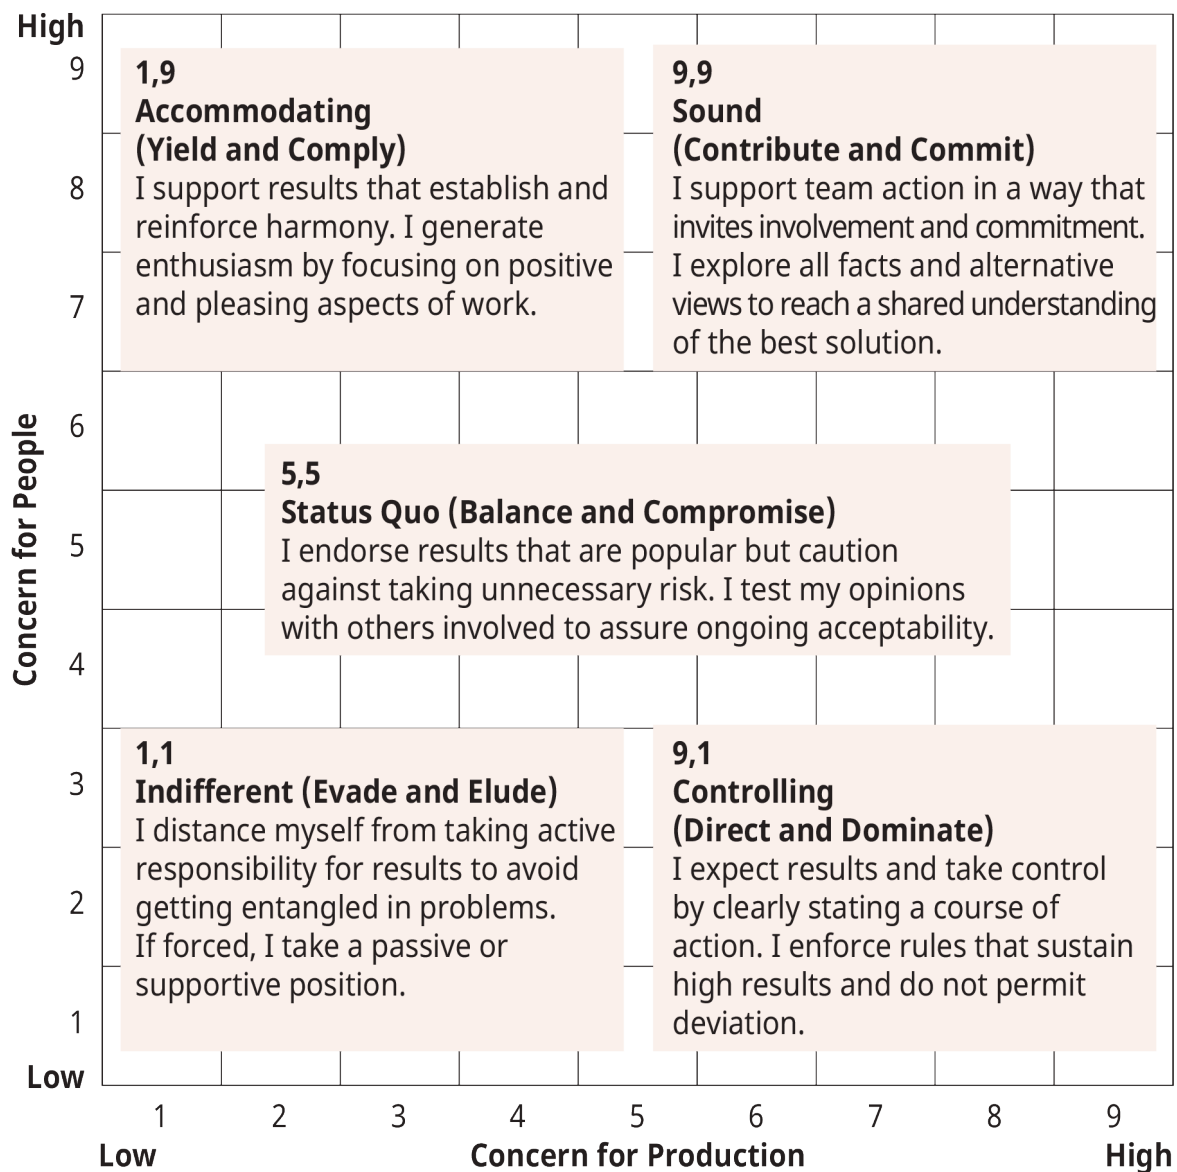 High
9
8
7
6
5
4
3
2
1
Low
Concern for People
1,9
Accommodating
(Yield and Comply)
I support results that establish and
reinforce harmony. I generate
enthusiasm by focusing on positive
and pleasing aspects of work.
9,9
Sound
(Contribute and Commit)
I support team action in a way that
invites involvement and commitment.
I explore all facts and alternative
views to reach a shared understanding
of the best solution.
5,5
Status Quo (Balance and Compromise)
I endorse results that are popular but caution
against taking unnecessary risk. I test my opinions
with others involved to assure ongoing acceptability.
1,1
Indifferent (Evade and Elude)
I distance myself from taking active
responsibility for results to avoid
getting entangled in problems.
If forced, I take a passive or
supportive position.
9,1
Controlling
(Direct and Dominate)
I expect results and take control
by clearly stating a course of
action. I enforce rules that sustain
high results and do not permit
deviation.
1 2 3 4 5 6 7 8 9
Low Concern for Production High